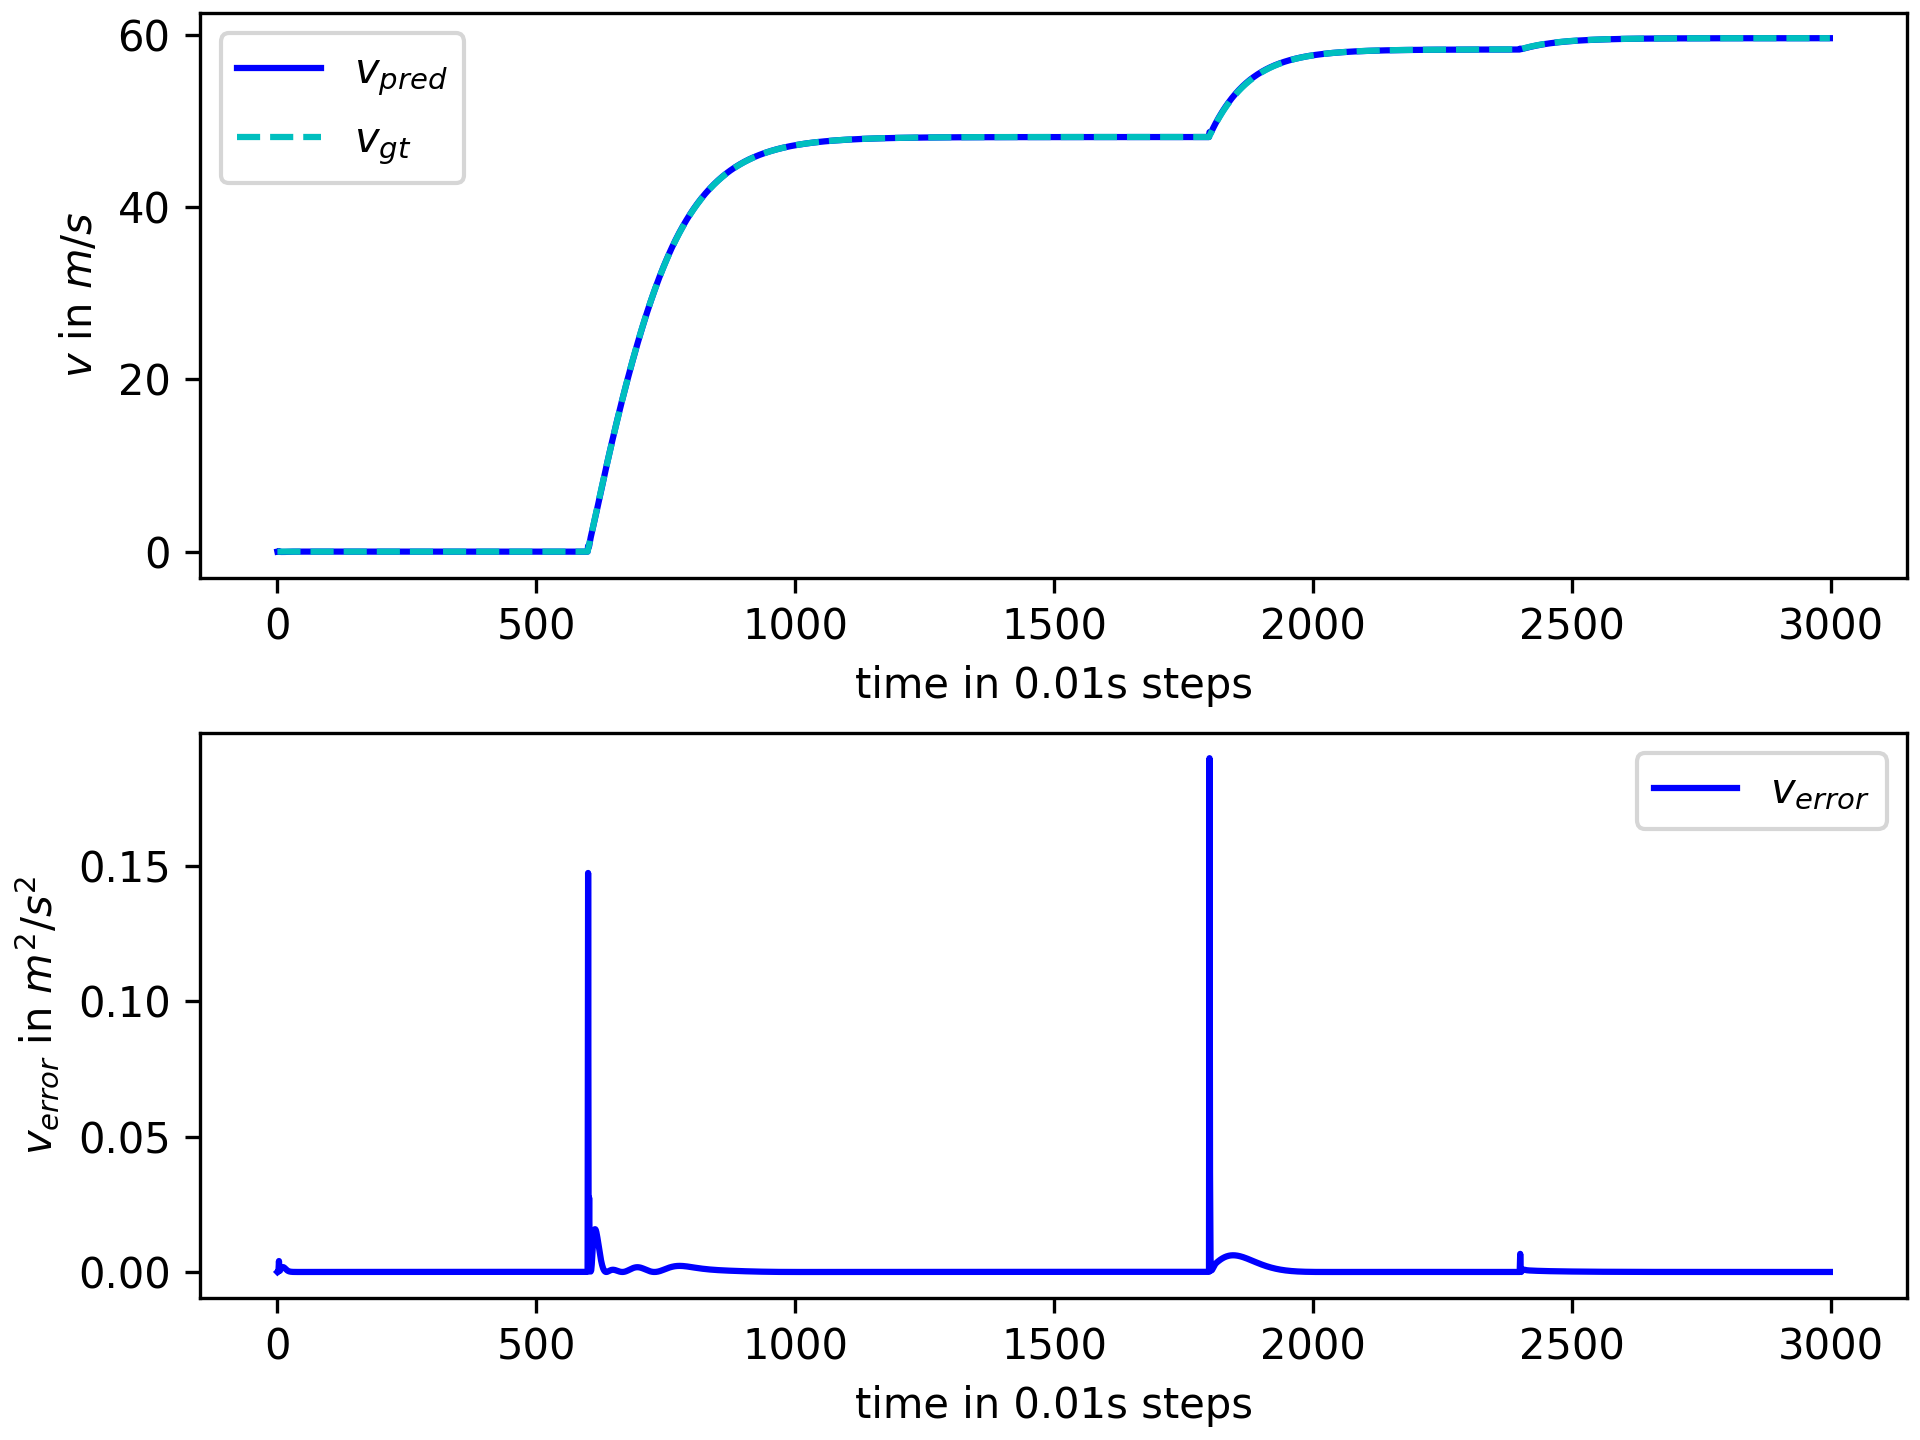 60
40
20
0
v in m/s
v_pred
v_gt
0 500 1000 1500 2000 2500 3000
time in 0.01s steps
0.15
0.10
0.05
0.00
v_error in m²/s²
v_error
0 500 1000 1500 2000 2500 3000
time in 0.01s steps